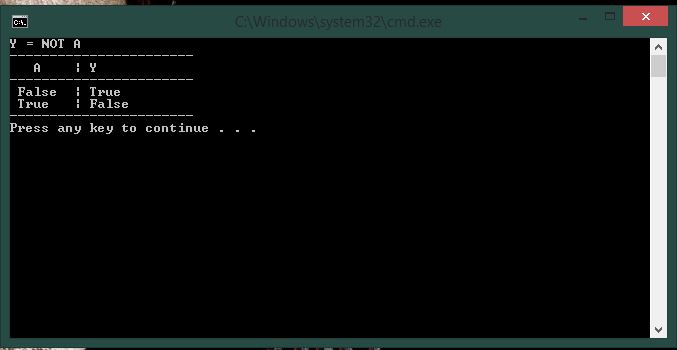 C:\Windows\system32\cmd.exe
Y = NOT A
-----------------------
A ¦ Y
-----------------------
False ¦ True
True ¦ False
-----------------------
Press any key to continue . . .